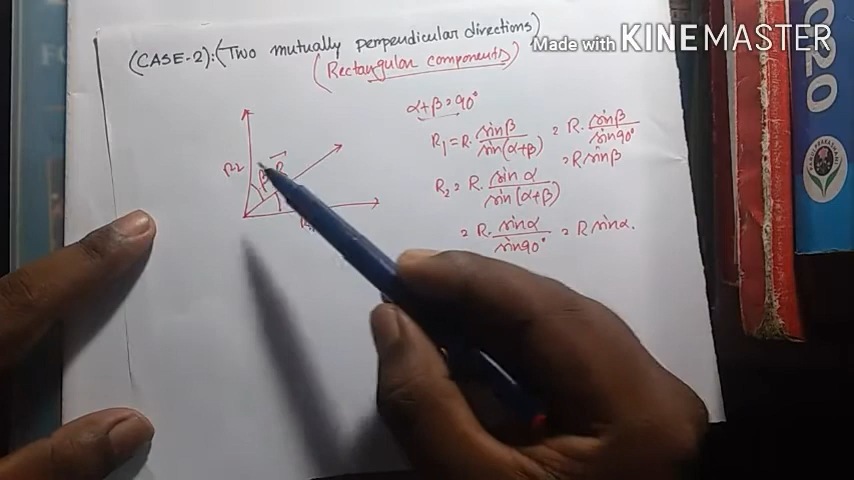 (CASE-2):(Two mutually perpendicular directions)
(Rectangular components)
Made with KINEMASTER
α+β=90°
R₁ = R. sinβ/sin(α+β) = R. sinβ/sin90°
= R sinβ
R₂ = R. sinα/sin(α+β)
= R. sinα/sin90° = R sinα.
R₂
β
R
2020